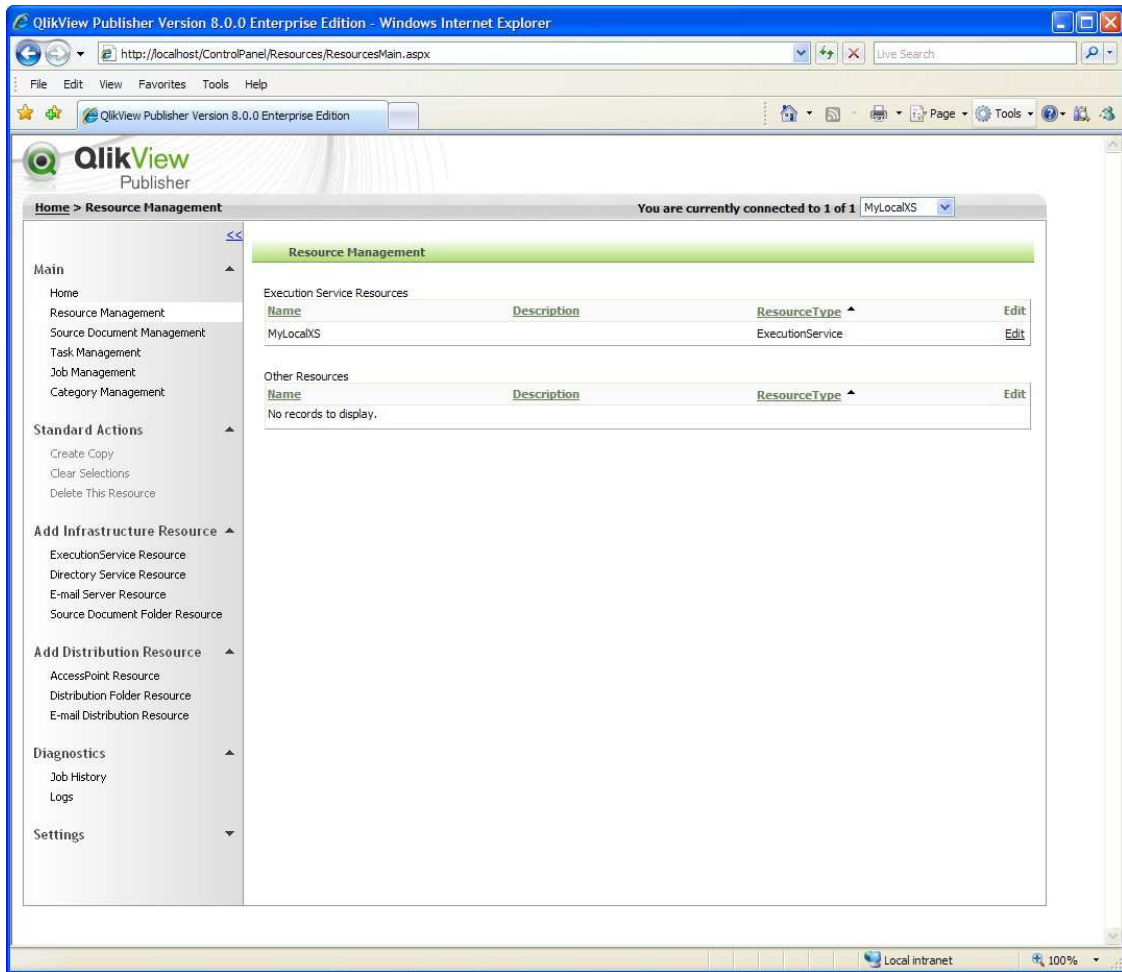 QlikView Publisher Version 8.0.0 Enterprise Edition - Windows Internet Explorer
http://localhost/ControlPanel/Resources/ResourcesMain.aspx
Live Search
File Edit View Favorites Tools Help
QlikView Publisher Version 8.0.0 Enterprise Edition
Page Tools
QlikView
Publisher
Home > Resource Management
You are currently connected to 1 of 1 MyLocalXS
<<
Main
Home
Resource Management
Source Document Management
Task Management
Job Management
Category Management
Standard Actions
Create Copy
Clear Selections
Delete This Resource
Add Infrastructure Resource
ExecutionService Resource
Directory Service Resource
E-mail Server Resource
Source Document Folder Resource
Add Distribution Resource
AccessPoint Resource
Distribution Folder Resource
E-mail Distribution Resource
Diagnostics
Job History
Logs
Settings
Resource Management
Execution Service Resources
Name Description ResourceType Edit
MyLocalXS ExecutionService Edit
Other Resources
Name Description ResourceType Edit
No records to display.
Local intranet
100%